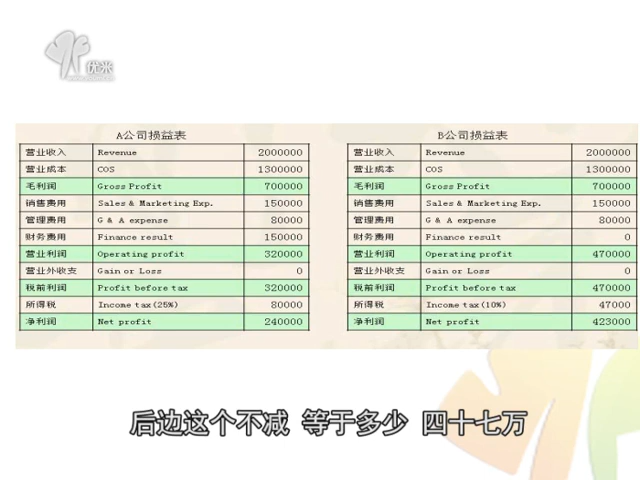 优米
A公司损益表
营业收入 Revenue 2000000
营业成本 COS 1300000
毛利润 Gross Profit 700000
销售费用 Sales & Marketing Exp. 150000
管理费用 G & A expense 80000
财务费用 Finance result 150000
营业利润 Operating profit 320000
营业外收支 Gain or Loss 0
税前利润 Profit before tax 320000
所得税 Income tax(25%) 80000
净利润 Net profit 240000
B公司损益表
营业收入 Revenue 2000000
营业成本 COS 1300000
毛利润 Gross Profit 700000
销售费用 Sales & Marketing Exp. 150000
管理费用 G & A expense 80000
财务费用 Finance result 0
营业利润 Operating profit 470000
营业外收支 Gain or Loss 0
税前利润 Profit before tax 470000
所得税 Income tax(10%) 47000
净利润 Net profit 423000
后边这个不减 等于多少 四十七万